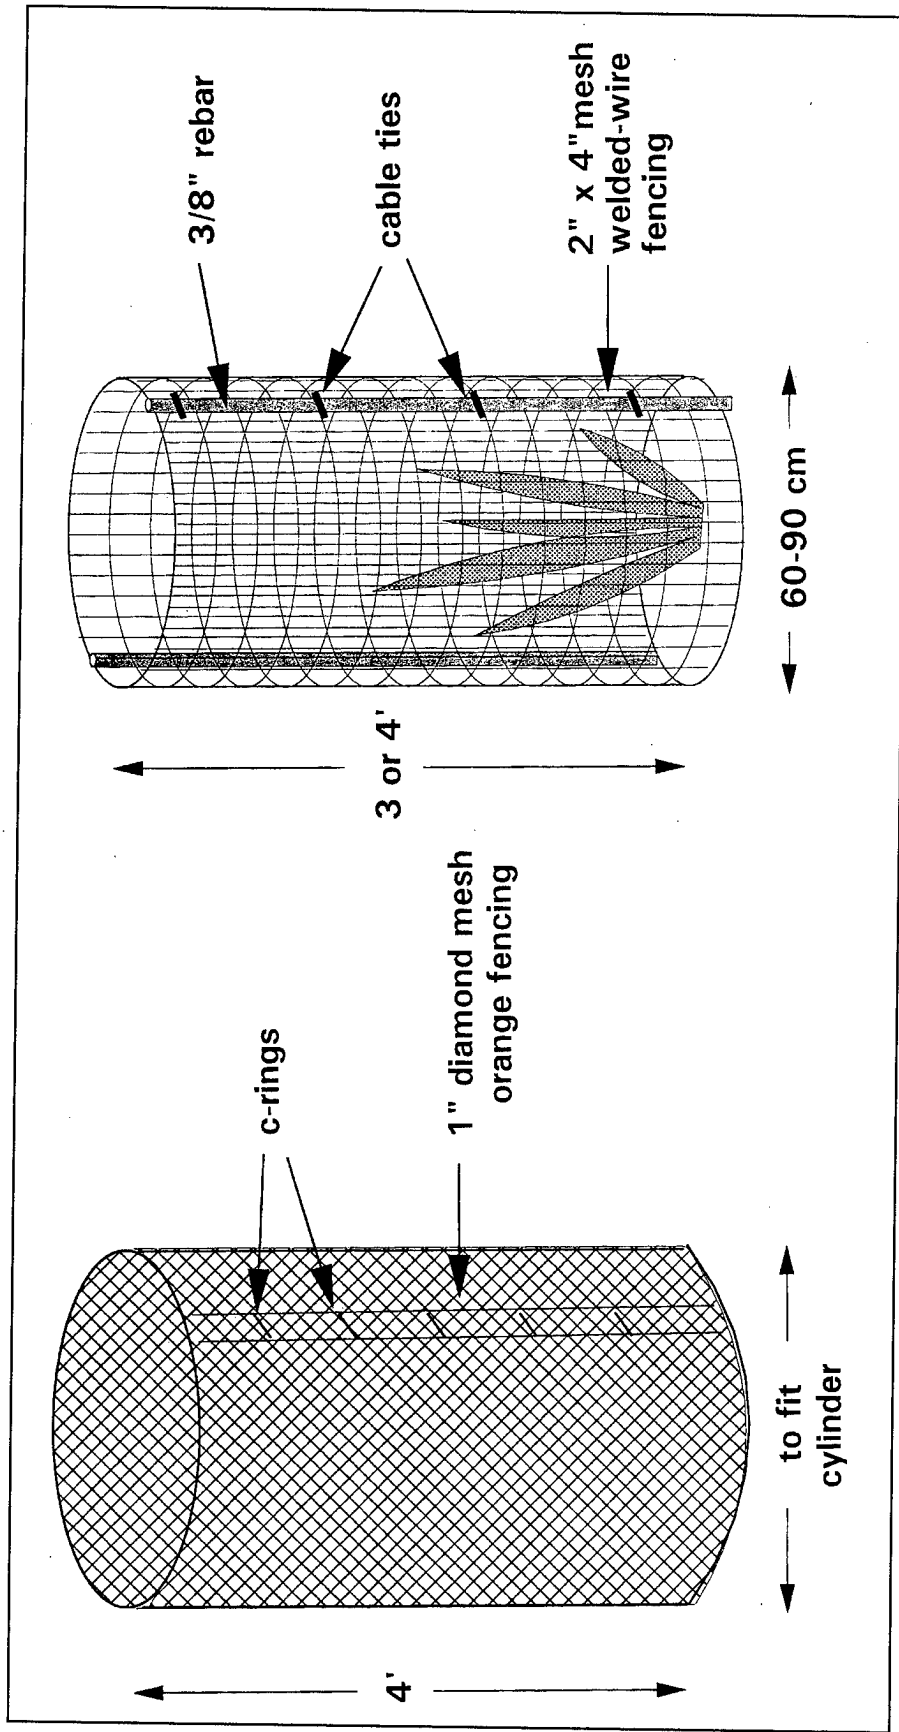 4'
to fit
cylinder
c-rings
1" diamond mesh
orange fencing
3 or 4'
60-90 cm
3/8" rebar
cable ties
2" x 4"mesh
welded-wire
fencing